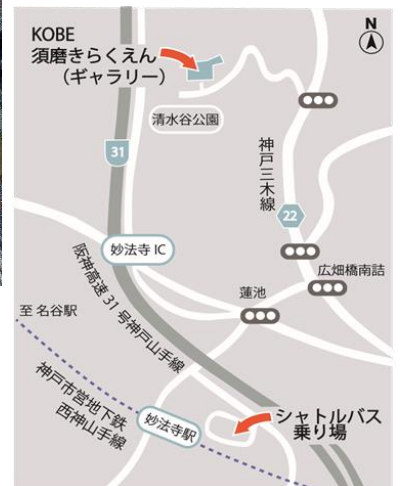 KOBE
須磨きらくえん
(ギャラリー)
N
清水谷公園
31
神戸三木線
22
妙法寺 IC
広畑橋南詰
阪神高速 31 号神戸山手線
蓮池
至 名谷駅
神戸市営地下鉄
西神山手線
妙法寺駅
シャトルバス
乗り場